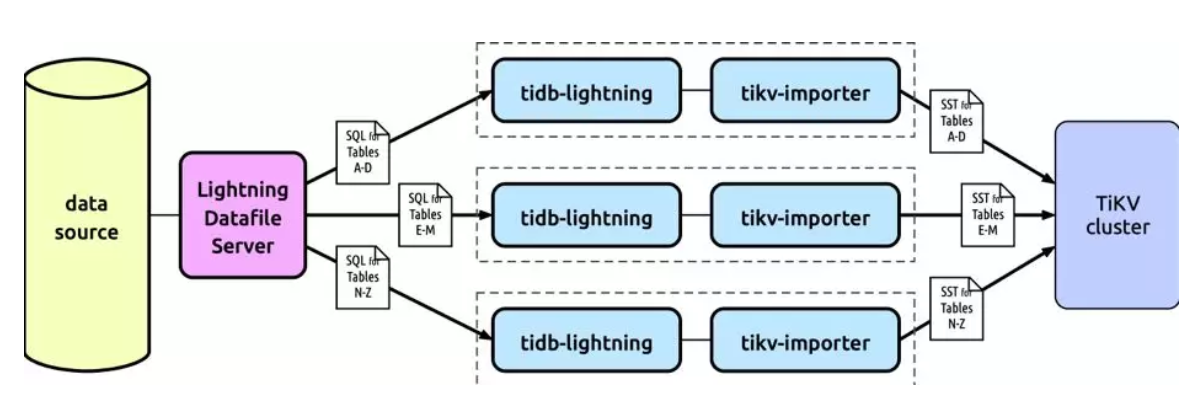 data
source
Lightning
Datafile
Server
SQL for
Tables
A-D
SQL for
Tables
E-M
SQL for
Tables
N-Z
tidb-lightning
tikv-importer
tidb-lightning
tikv-importer
tidb-lightning
tikv-importer
SST for
Tables
A-D
SST for
Tables
E-M
SST for
Tables
N-Z
TiKV
cluster